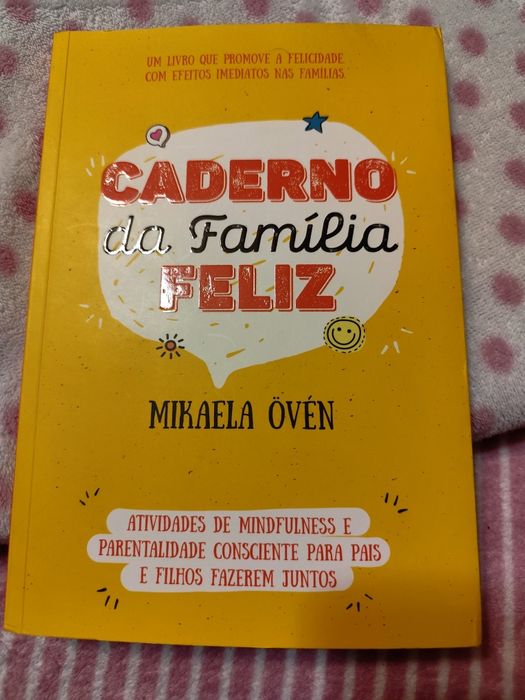 UM LIVRO QUE PROMOVE A FELICIDADE,
COM EFEITOS IMEDIATOS NAS FAMÍLIAS.
CADERNO
da Família
FELIZ
MIKAELA ÖVÉN
ATIVIDADES DE MINDFULNESS E
PARENTALIDADE CONSCIENTE PARA PAIS
E FILHOS FAZEREM JUNTOS